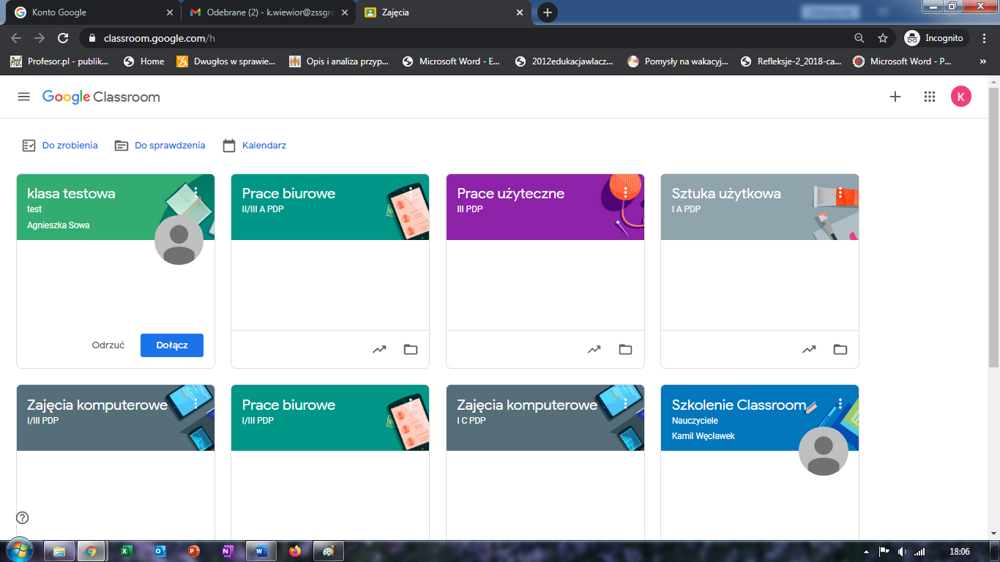 Konto Google
Odebrane (2) - k.wiewior@zssgro
Zajęcia
classroom.google.com/h
Incognito
Profesor.pl - publik...
Home
Dwugłos w sprawie...
Opis i analiza przyp...
Microsoft Word - E...
2012edukacjawlacz...
Pomysły na wakacyj...
Refleksje-2_2018-ca...
Microsoft Word - P...
Google Classroom
K
Do zrobienia
Do sprawdzenia
Kalendarz
klasa testowa
test
Agnieszka Sowa
Odrzuć
Dołącz
Prace biurowe
II/III A PDP
Prace użyteczne
III PDP
Sztuka użytkowa
I A PDP
Zajęcia komputerowe
I/III PDP
Prace biurowe
I/III PDP
Zajęcia komputerowe
I C PDP
Szkolenie Classroom
Nauczyciele
Kamil Węcławek
18:06